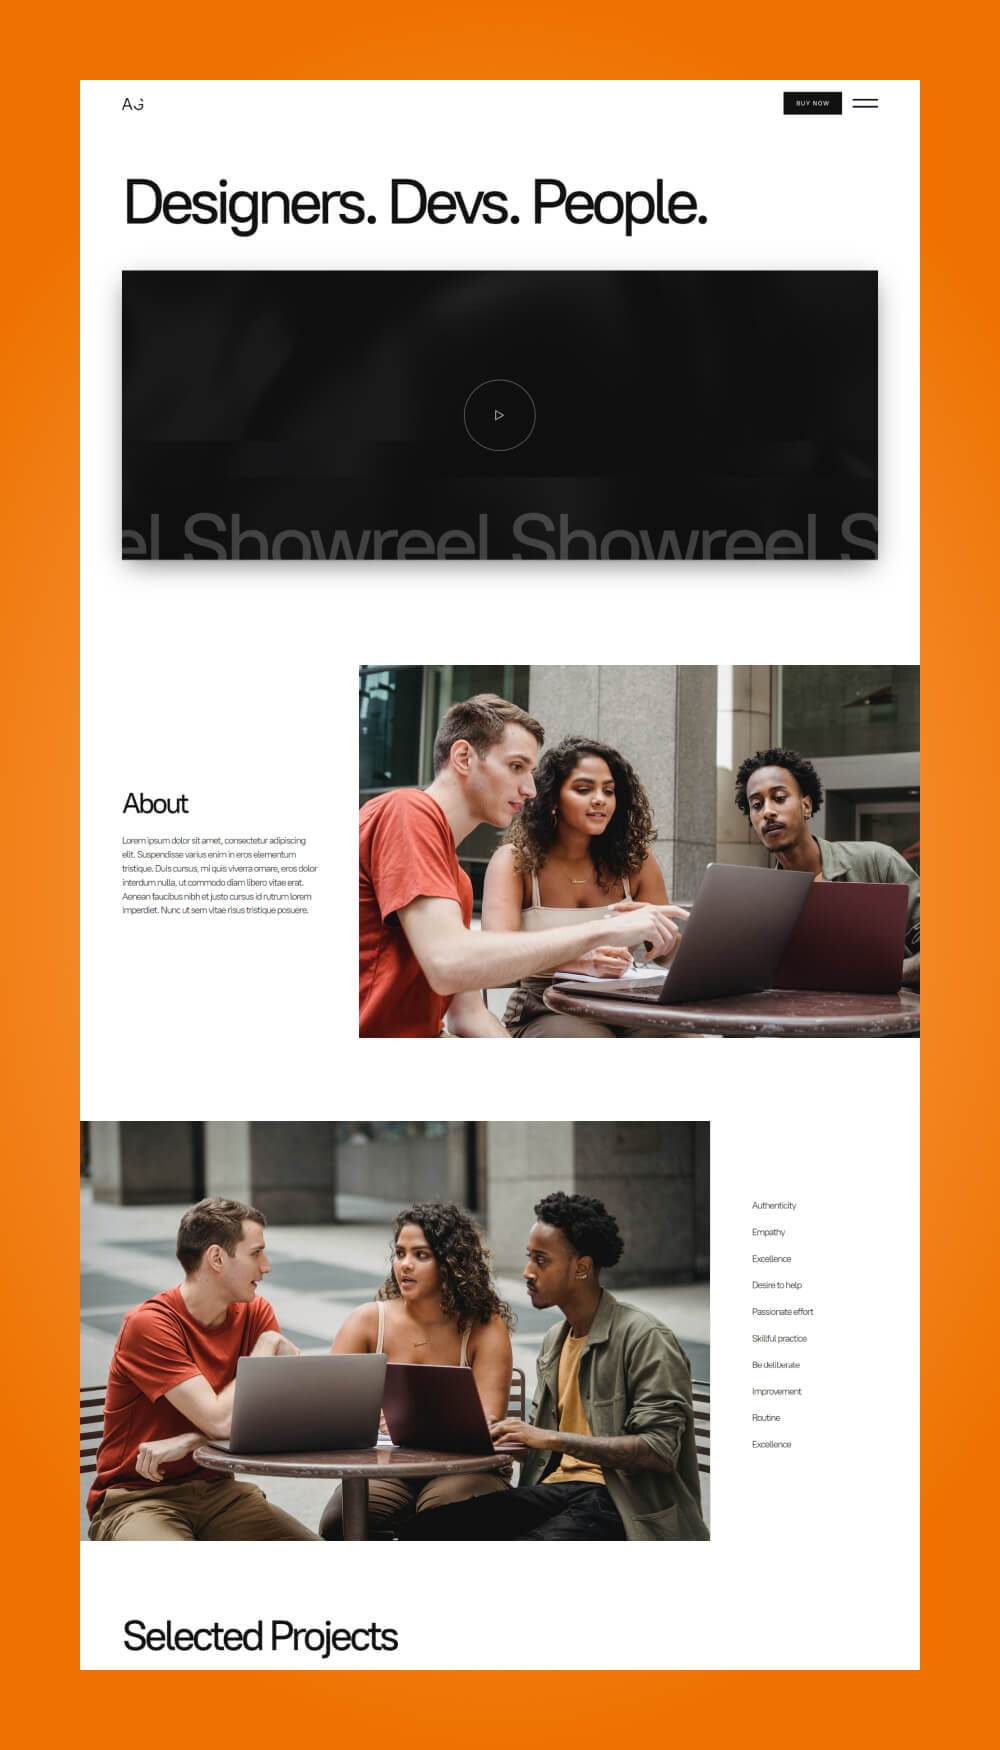 AG
BUY NOW
Designers. Devs. People.
el Showreel Showreel S
About
Lorem ipsum dolor sit amet, consectetur adipiscing
elit. Suspendisse varius enim in eros elementum
tristique. Duis cursus, mi quis viverra ornare, eros dolor
interdum nulla, ut commodo diam libero vitae erat.
Aenean faucibus nibh et justo cursus id rutrum lorem
imperdiet. Nunc ut sem vitae risus tristique posuere.
Authenticity
Empathy
Excellence
Desire to help
Passionate effort
Skillful practice
Be deliberate
Improvement
Routine
Excellence
Selected Projects